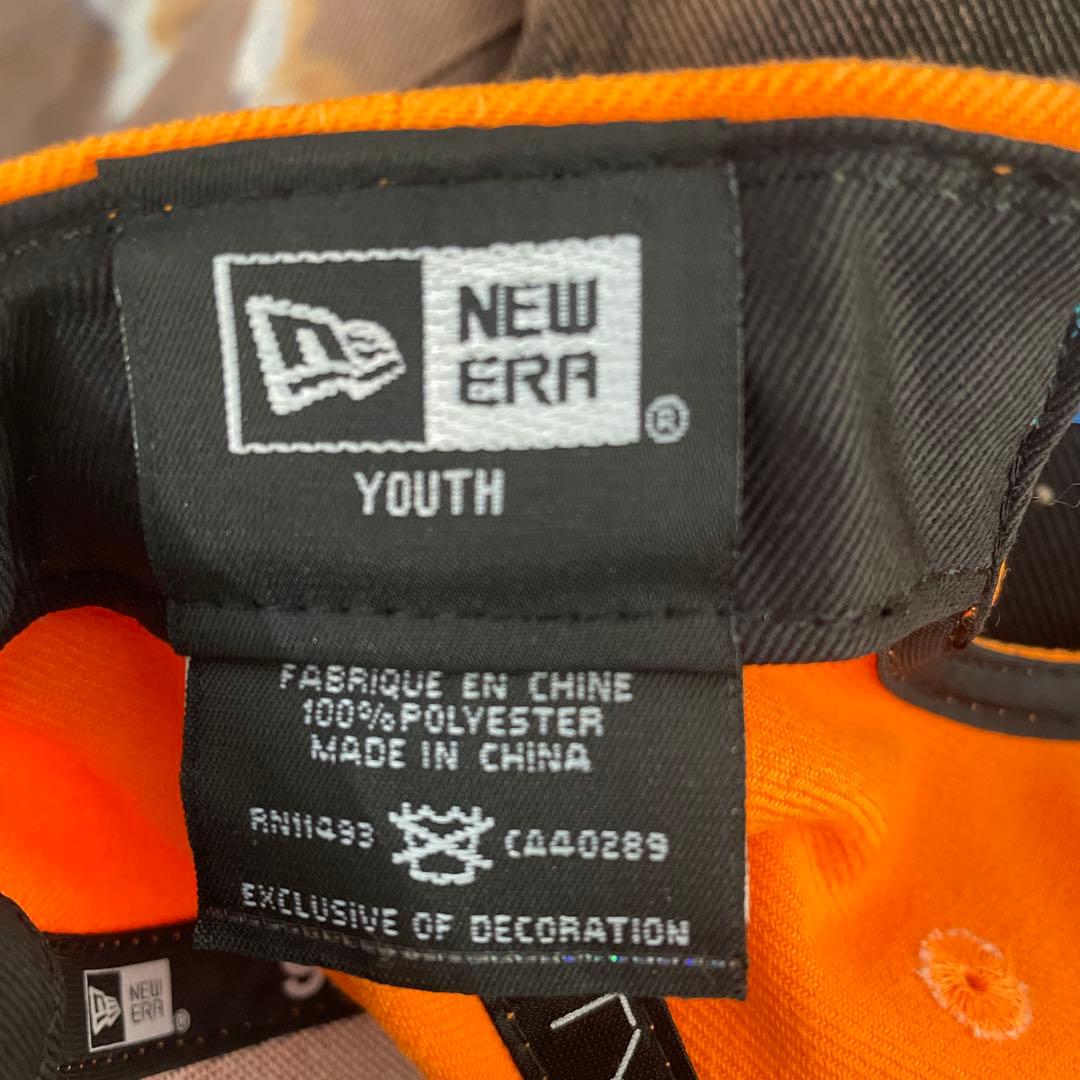 NEW
ERA
®
YOUTH
FABRIQUE EN CHINE
100% POLYESTER
MADE IN CHINA
RN11493 CA40289
EXCLUSIVE OF DECORATION
NEW
ERA
®